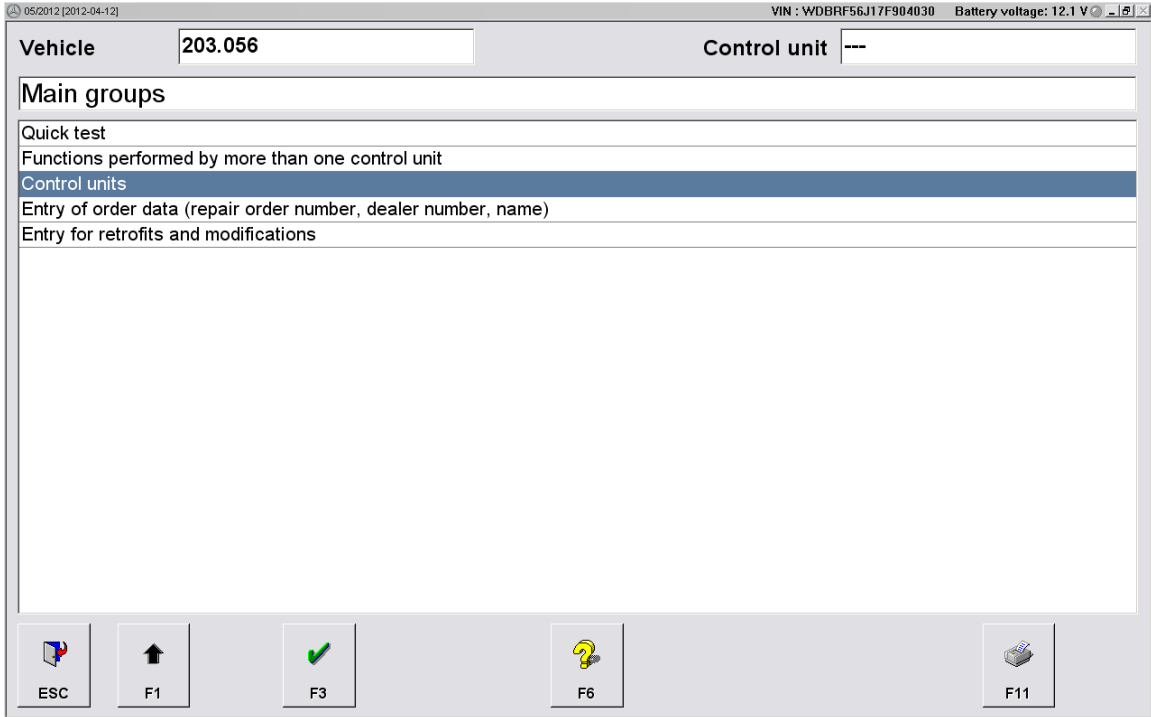 05/2012 [2012-04-12] VIN : WDBRF56J17F904030 Battery voltage: 12.1 V
Vehicle 203.056 Control unit ---
Main groups
Quick test
Functions performed by more than one control unit
Control units
Entry of order data (repair order number, dealer number, name)
Entry for retrofits and modifications
ESC F1 F3 F6 F11